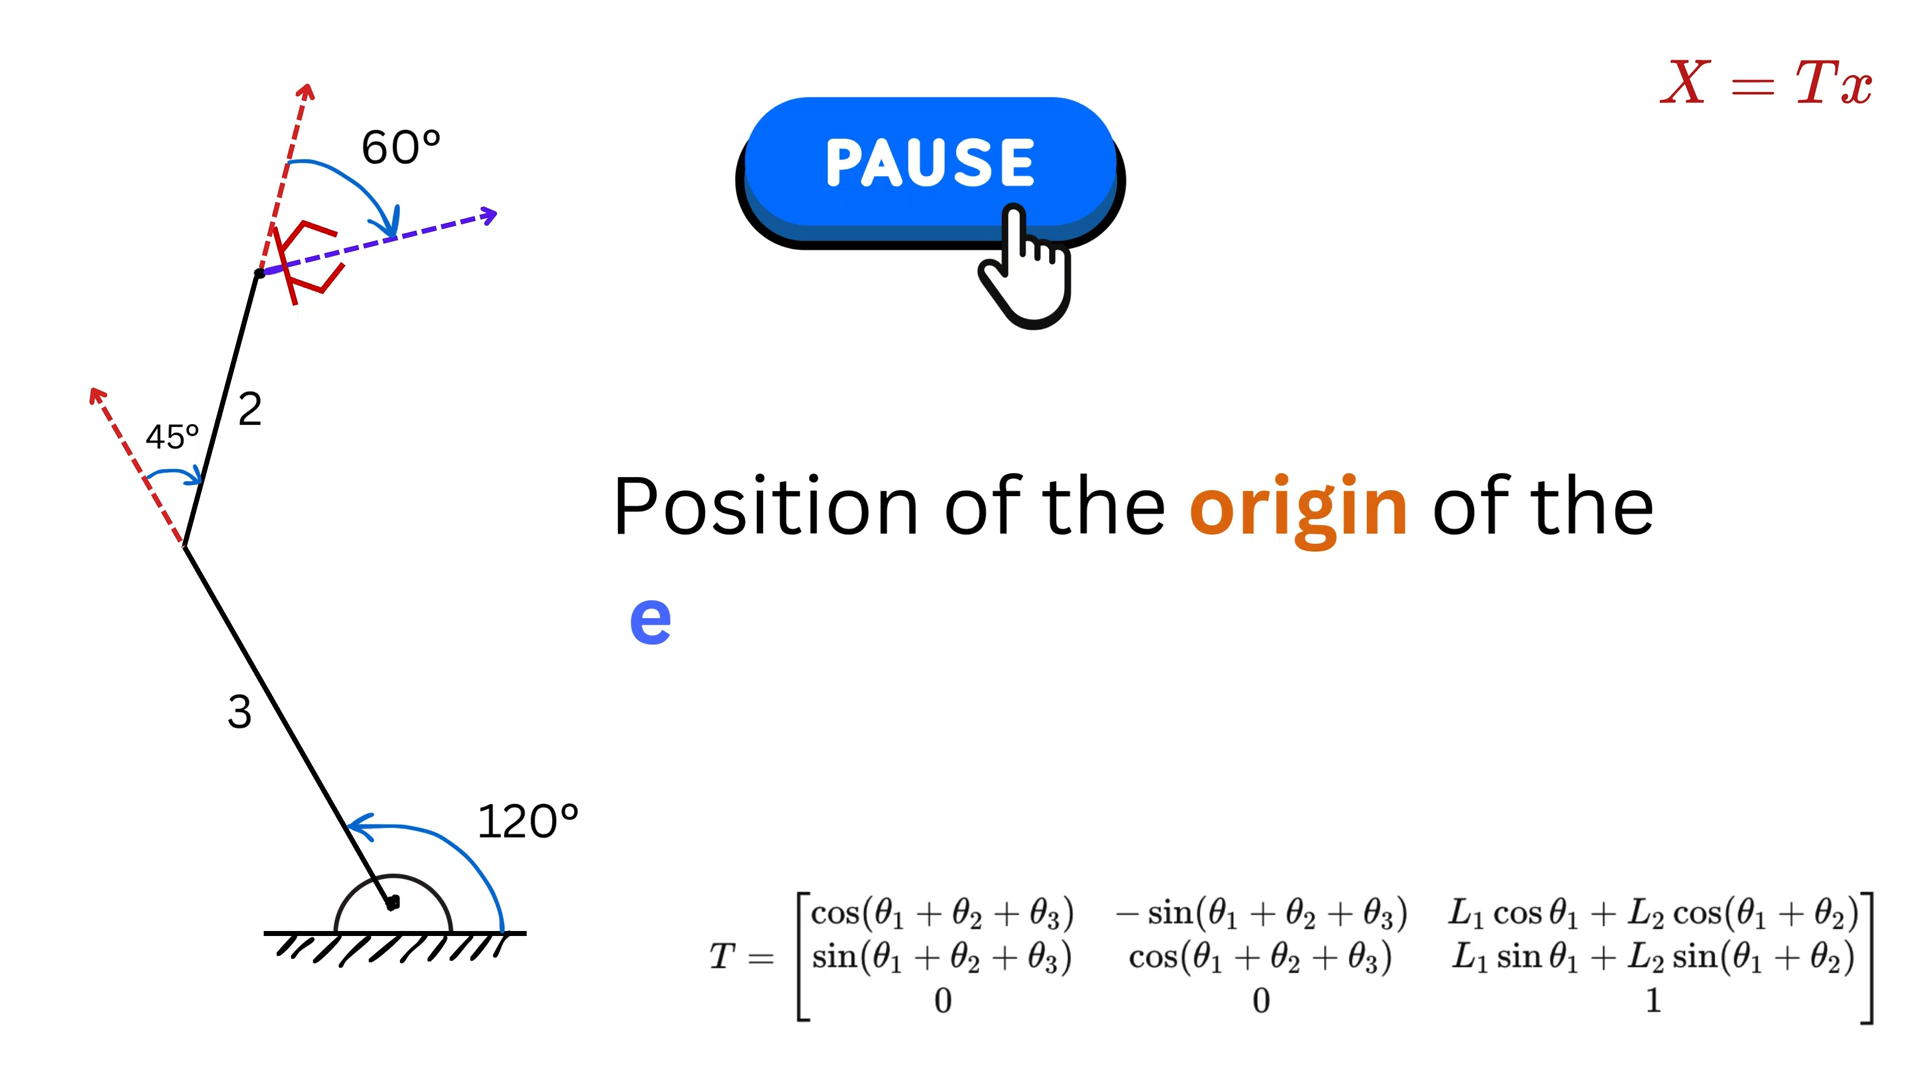 X = Tx
PAUSE
60°
45°
2
Position of the origin of the
e
3
120°
T = [cos(θ₁ + θ₂ + θ₃) − sin(θ₁ + θ₂ + θ₃) L₁ cos θ₁ + L₂ cos(θ₁ + θ₂)
sin(θ₁ + θ₂ + θ₃) cos(θ₁ + θ₂ + θ₃) L₁ sin θ₁ + L₂ sin(θ₁ + θ₂)
0 0 1]